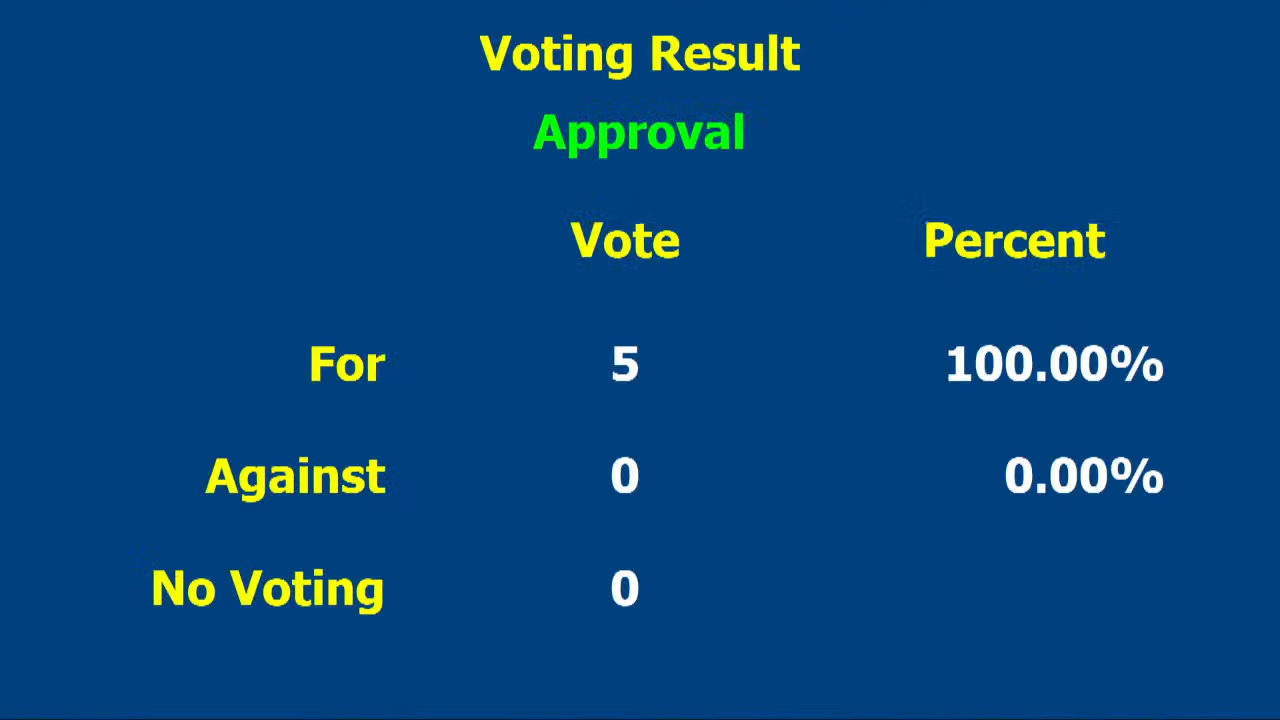 Voting Result
Approval
Vote Percent
For 5 100.00%
Against 0 0.00%
No Voting 0